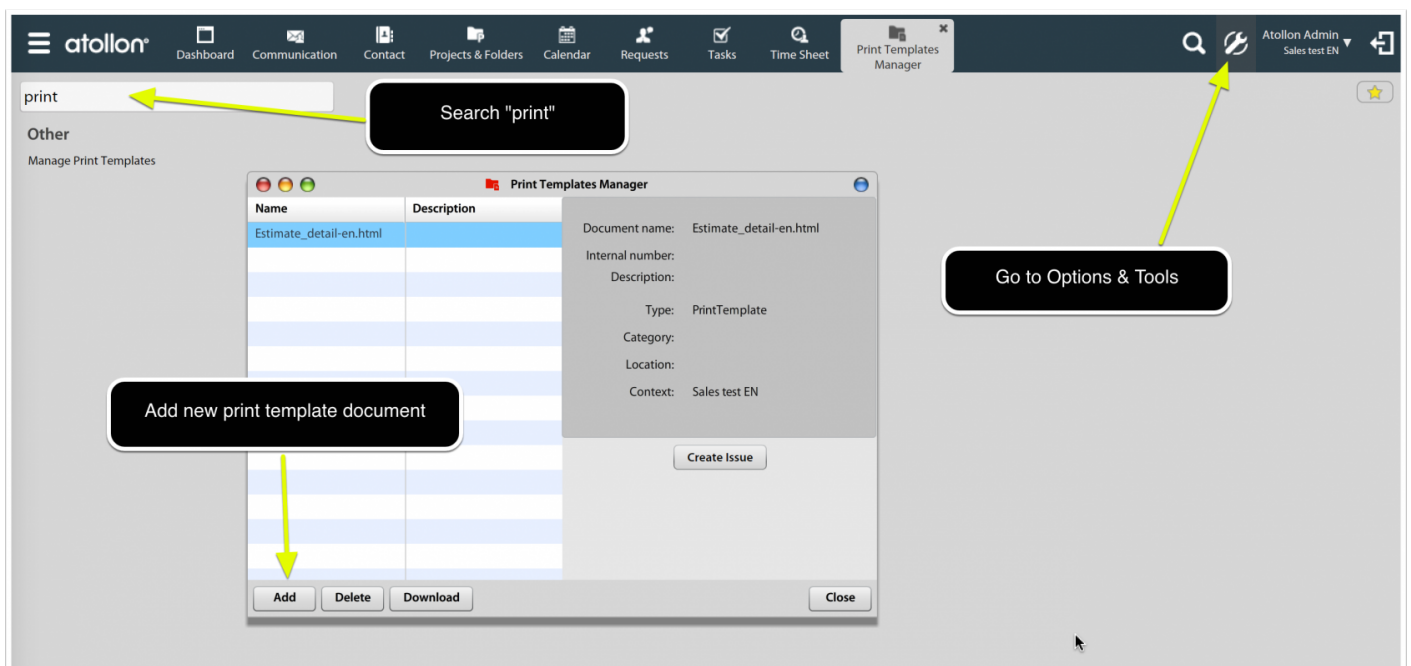 atollon®
Dashboard
Communication
Contact
Projects & Folders
Calendar
Requests
Tasks
Time Sheet
Print Templates
Manager
Atollon Admin
Sales test EN
print
Search "print"
Other
Manage Print Templates
Print Templates Manager
Name Description
Estimate_detail-en.html
Document name: Estimate_detail-en.html
Internal number:
Description:
Type: PrintTemplate
Category:
Location:
Context: Sales test EN
Go to Options & Tools
Add new print template document
Create Issue
Add Delete Download Close